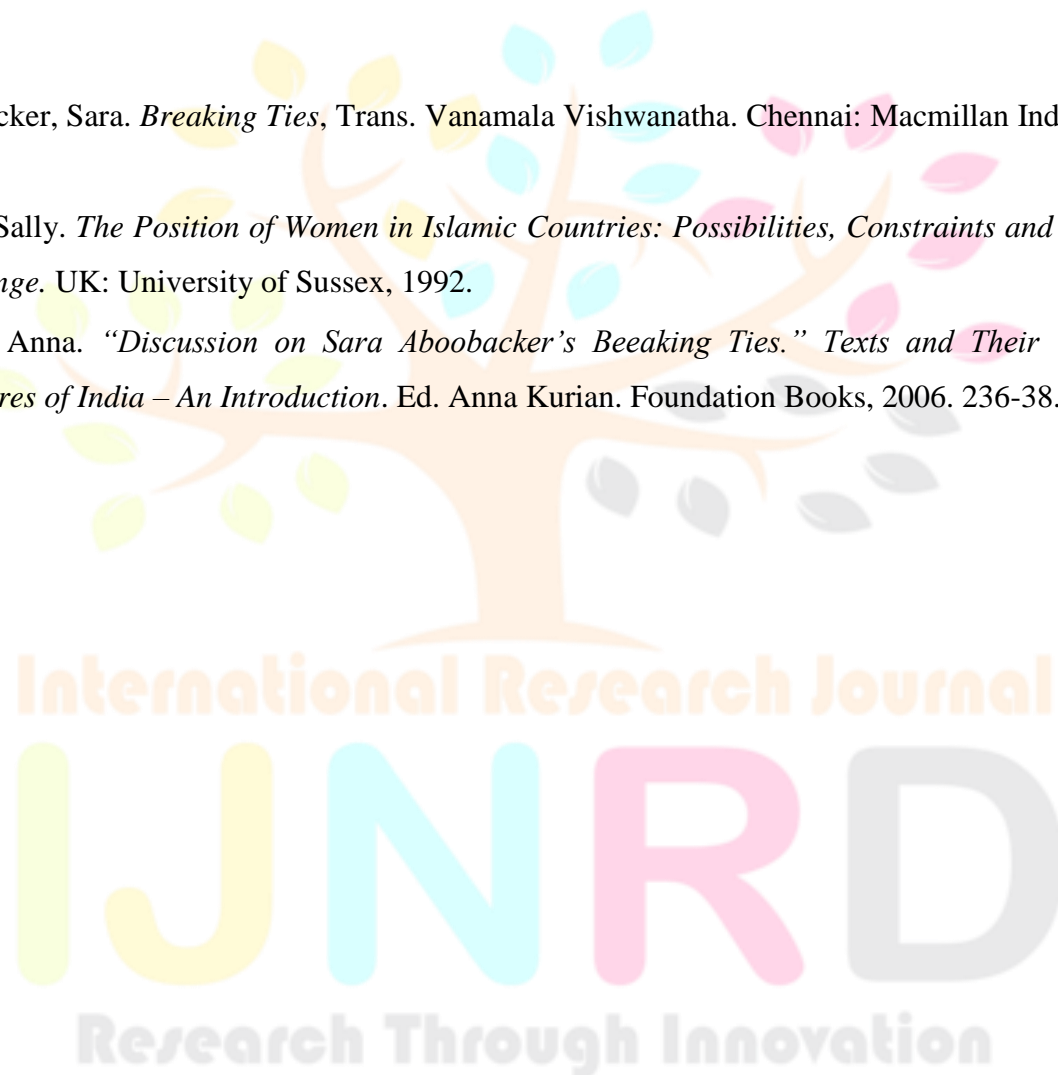 cker, Sara. Breaking Ties, Trans. Vanamala Vishwanatha. Chennai: Macmillan Ind
Sally. The Position of Women in Islamic Countries: Possibilities, Constraints and
nge. UK: University of Sussex, 1992.
Anna. “Discussion on Sara Aboobacker’s Beeaking Ties.” Texts and Their
res of India – An Introduction. Ed. Anna Kurian. Foundation Books, 2006. 236-38.
International Research Journal
IJNRD
Research Through Innovation